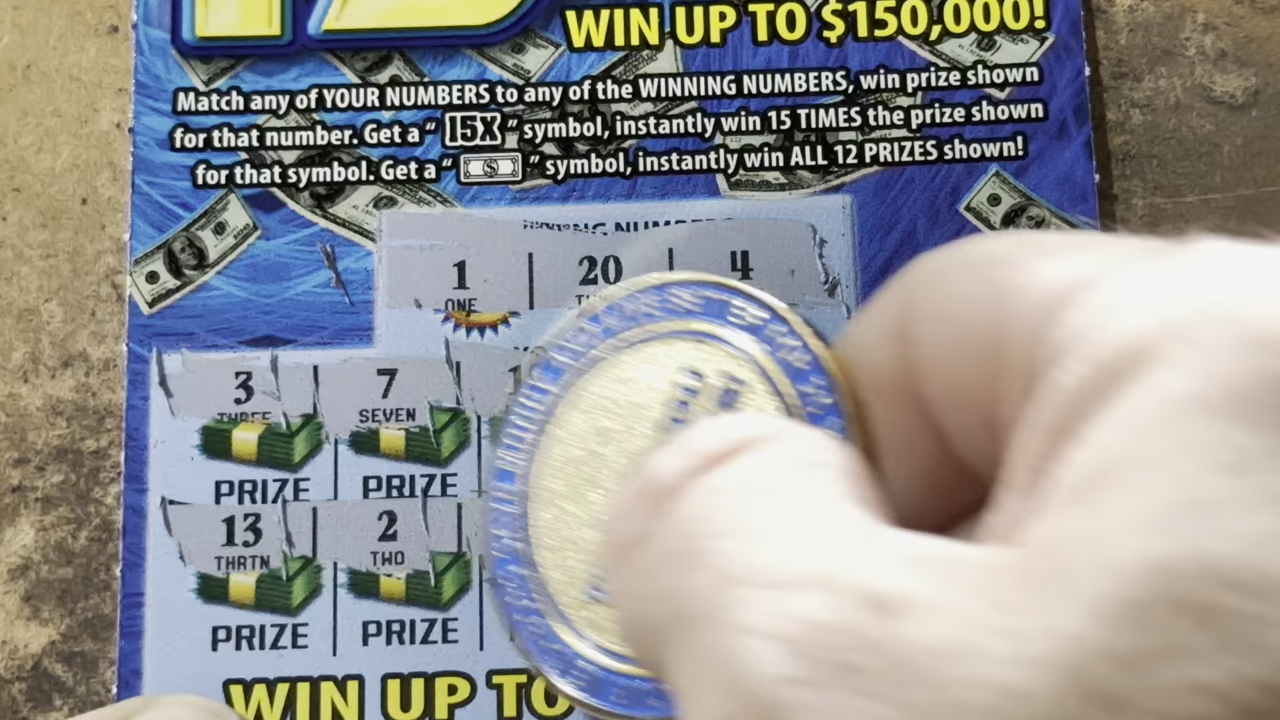 WIN UP TO $150,000!
Match any of YOUR NUMBERS to any of the WINNING NUMBERS, win prize shown
for that number. Get a “ 15X ” symbol, instantly win 15 TIMES the prize shown
for that symbol. Get a “ $ ” symbol, instantly win ALL 12 PRIZES shown!
WINNING NUMBERS
1 20 4
ONE
3 7
THREE SEVEN
PRIZE PRIZE
13 2
THRTN TWO
PRIZE PRIZE
WIN UP TO